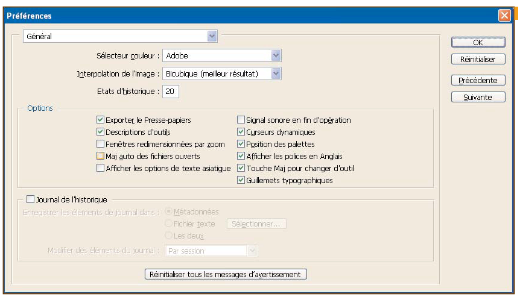 Préférences
Général
OK
Sélecteur couleur : Adobe
Réinitialiser
Interpolation de l'image : Bicubique (meilleur résultat)
Précédente
Etats d'historique : 20
Suivante
Options
Exporter le Presse-papiers
Signal sonore en fin d'opération
Descriptions d'outils
Curseurs dynamiques
Fenêtres redimensionnées par zoom
Position des palettes
Maj auto des fichiers ouverts
Afficher les polices en Anglais
Afficher les options de texte asiatique
Touche Maj pour changer d'outil
Guillemets typographiques
Journal de l'historique
Enregistrer les éléments de journal dans : Métadonnées
Fichier texte Sélectionner...
Les deux
Modifier les éléments du journal : Par session
Réinitialiser tous les messages d'avertissement